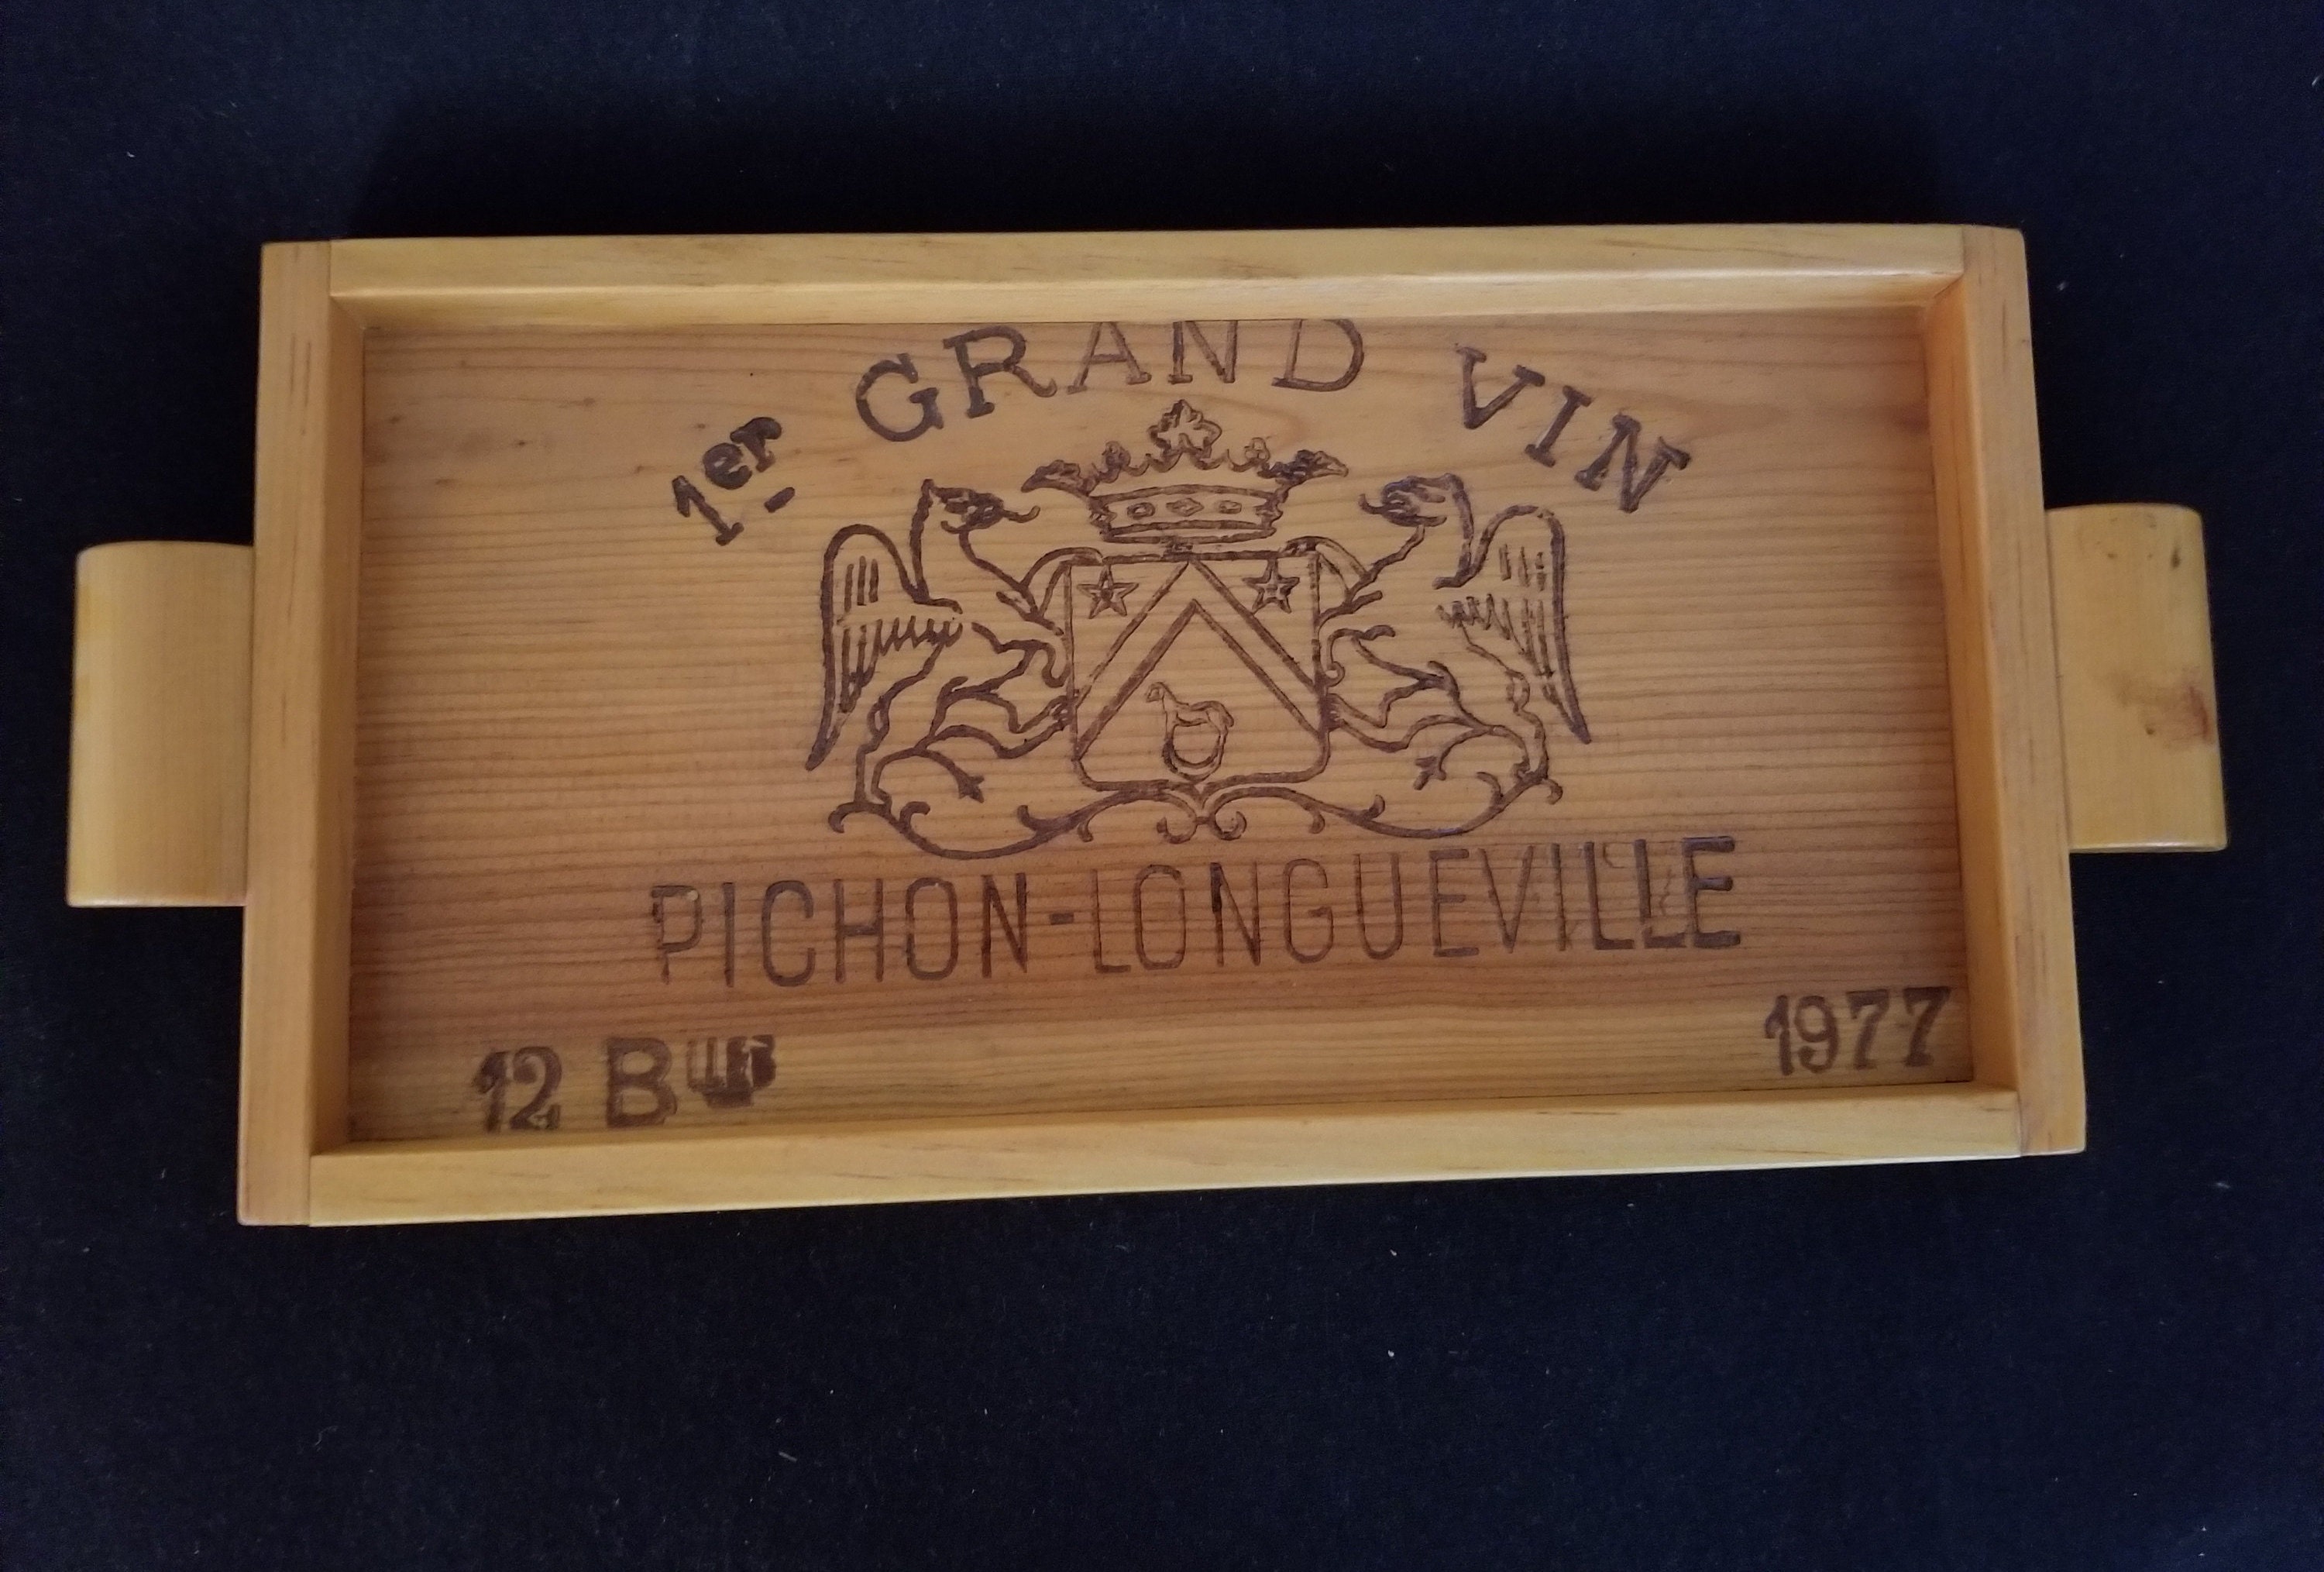 1er GRAND VIN
PICHON-LONGUEVILLE
1977
12 Blles